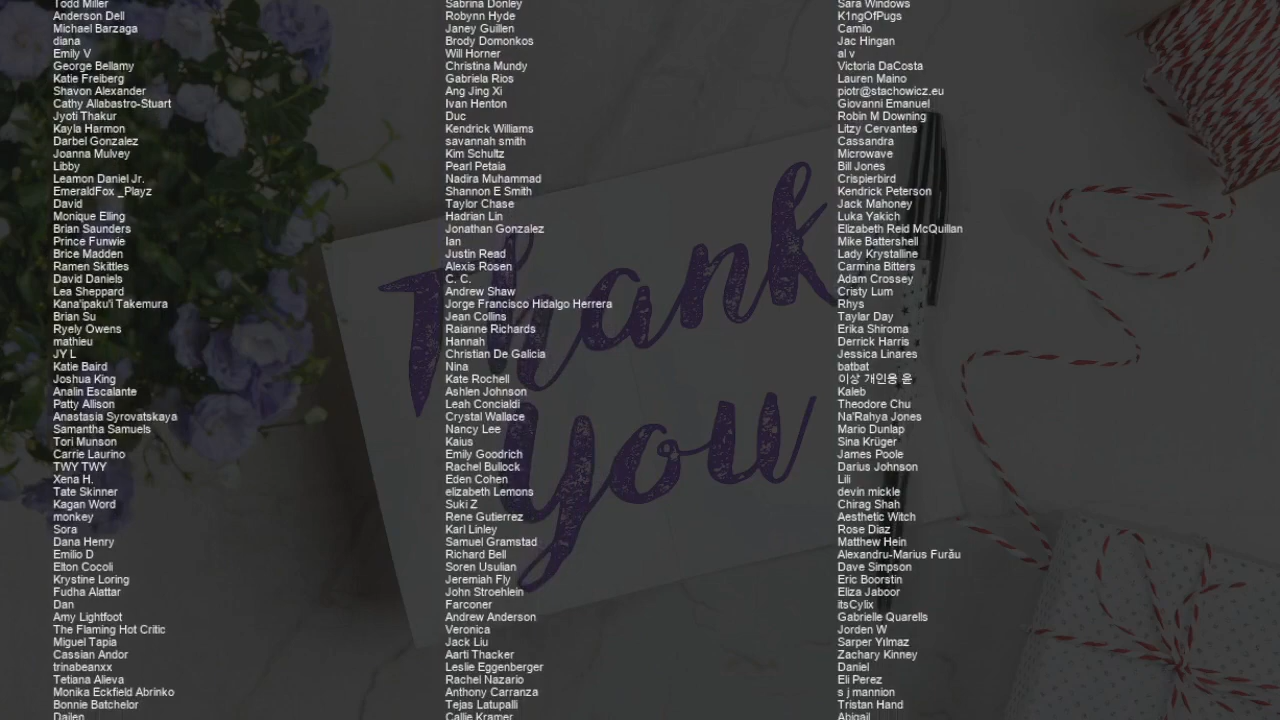 Todd Miller
Anderson Dell
Michael Barzaga
diana
Emily V
George Bellamy
Katie Freiberg
Shavon Alexander
Cathy Allabastro-Stuart
Jyoti Thakur
Kayla Harmon
Darbel Gonzalez
Joanna Mulvey
Libby
Leamon Daniel Jr.
EmeraldFox _Playz
David
Monique Eling
Brian Saunders
Prince Funwie
Brice Madden
Ramen Skittles
David Daniels
Lea Sheppard
Kana'ipaku'i Takemura
Brian Su
Ryely Owens
mathieu
JY L
Katie Baird
Joshua King
Analin Escalante
Patty Allison
Anastasia Syrovatskaya
Samantha Samuels
Tori Munson
Carrie Laurino
TWY TWY
Xena H.
Tate Skinner
Kagan Word
monkey
Sora
Dana Henry
Emilio D
Elton Cocoli
Krystine Loring
Fudha Alattar
Dan
Amy Lightfoot
The Flaming Hot Critic
Miguel Tapia
Cassian Andor
trinabeanxx
Tetiana Alieva
Monika Eckfield Abrinko
Bonnie Batchelor
Dailen
Sabrina Donley
Robynn Hyde
Janey Guillen
Brody Domonkos
Will Horner
Christina Mundy
Gabriela Rios
Ang Jing Xi
Ivan Henton
Duc
Kendrick Williams
savannah smith
Kim Schultz
Pearl Petaia
Nadira Muhammad
Shannon E Smith
Taylor Chase
Hadrian Lin
Jonathan Gonzalez
Ian
Justin Read
Alexis Rosen
C. C.
Andrew Shaw
Jorge Francisco Hidalgo Herrera
Jean Collins
Raianne Richards
Hannah
Christian De Galicia
Nina
Kate Rochell
Ashlen Johnson
Leah Concialdi
Crystal Wallace
Nancy Lee
Kaius
Emily Goodrich
Rachel Bullock
Eden Cohen
elizabeth Lemons
Suki Z
Rene Gutierrez
Karl Linley
Samuel Gramstad
Richard Bell
Soren Usulian
Jeremiah Fly
John Stroehlein
Farconer
Andrew Anderson
Veronica
Jack Liu
Aarti Thacker
Leslie Eggenberger
Rachel Nazario
Anthony Carranza
Tejas Latupalli
Callie Kramer
Sara Windows
K1ngOfPugs
Camilo
Jac Hingan
al v
Victoria DaCosta
Lauren Maino
piotr@stachowicz.eu
Giovanni Emanuel
Robin M Downing
Litzy Cervantes
Cassandra
Microwave
Bill Jones
Crispierbird
Kendrick Peterson
Jack Mahoney
Luka Yakich
Elizabeth Reid McQuillan
Mike Battershell
Lady Krystalline
Carmina Bitters
Adam Crossey
Cristy Lum
Rhys
Taylar Day
Erika Shiroma
Derrick Harris
Jessica Linares
batbat
이상 개인용
Kaleb
Theodore Chu
Na'Rahya Jones
Mario Dunlap
Sina Krüger
James Poole
Darius Johnson
Lili
devin mickle
Chirag Shah
Aesthetic Witch
Rose Diaz
Matthew Hein
Alexandru-Marius Furău
Dave Simpson
Eric Boorstin
Eliza Jaboor
itsCylix
Gabrielle Quarells
Jorden W
Sarper Yılmaz
Zachary Kinney
Daniel
Eli Perez
s j mannion
Tristan Hand
Abigail
Thank
you